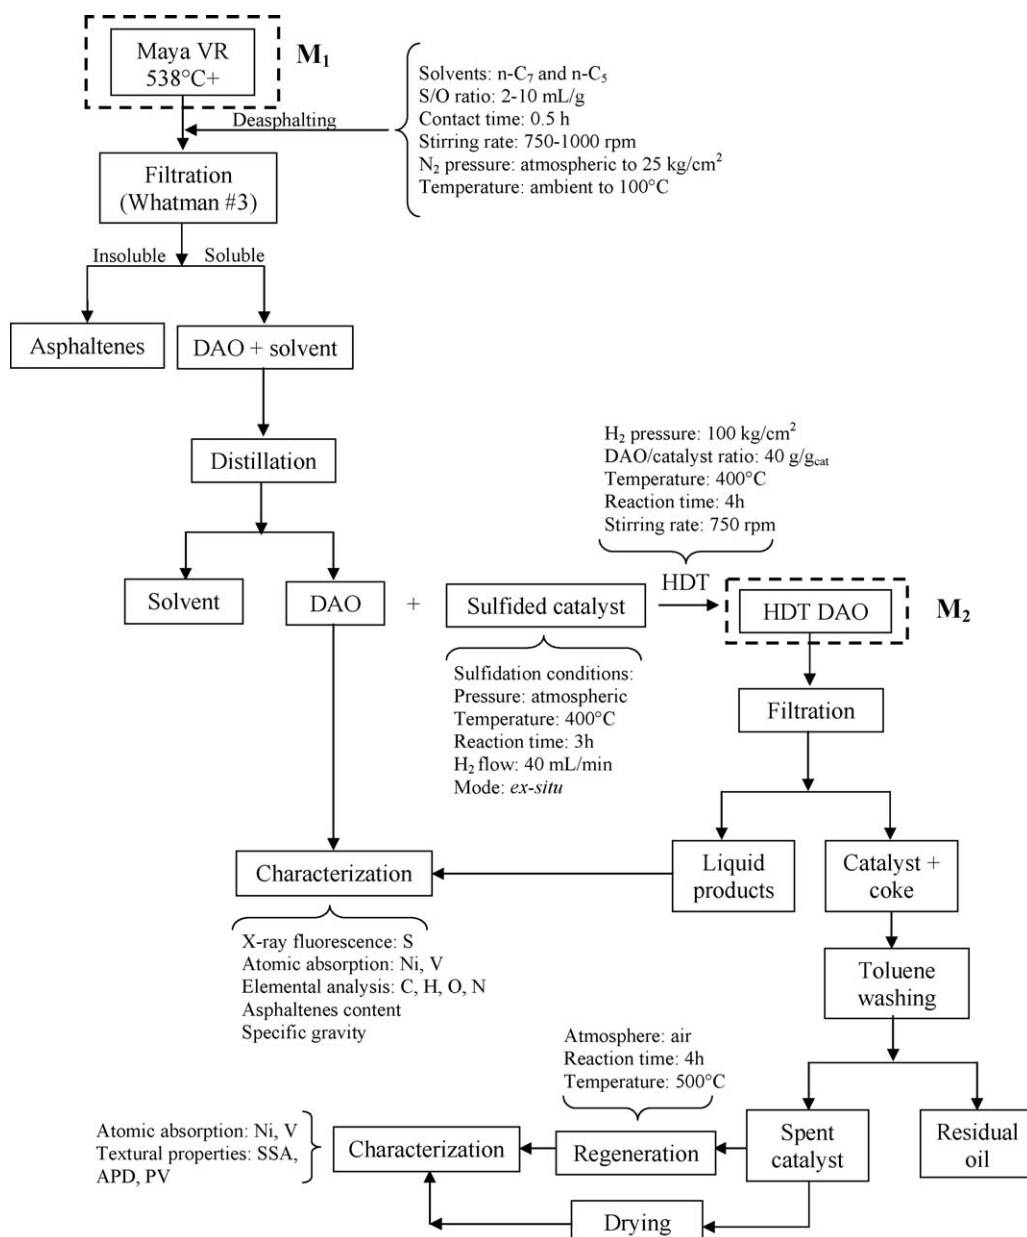 Maya VR
538°C+
M₁
Solvents: n-C₇ and n-C₅
S/O ratio: 2-10 mL/g
Contact time: 0.5 h
Stirring rate: 750-1000 rpm
N₂ pressure: atmospheric to 25 kg/cm²
Temperature: ambient to 100°C
Deasphalting
Filtration
(Whatman #3)
Insoluble
Soluble
Asphaltenes
DAO + solvent
Distillation
H₂ pressure: 100 kg/cm²
DAO/catalyst ratio: 40 g/g_cat
Temperature: 400°C
Reaction time: 4h
Stirring rate: 750 rpm
Solvent
DAO
+
Sulfided catalyst
HDT
HDT DAO
M₂
Sulfidation conditions:
Pressure: atmospheric
Temperature: 400°C
Reaction time: 3h
H₂ flow: 40 mL/min
Mode: ex-situ
Filtration
Characterization
Liquid
products
Catalyst +
coke
X-ray fluorescence: S
Atomic absorption: Ni, V
Elemental analysis: C, H, O, N
Asphaltenes content
Specific gravity
Toluene
washing
Atmosphere: air
Reaction time: 4h
Temperature: 500°C
Atomic absorption: Ni, V
Textural properties: SSA,
APD, PV
Characterization
Regeneration
Spent
catalyst
Residual
oil
Drying